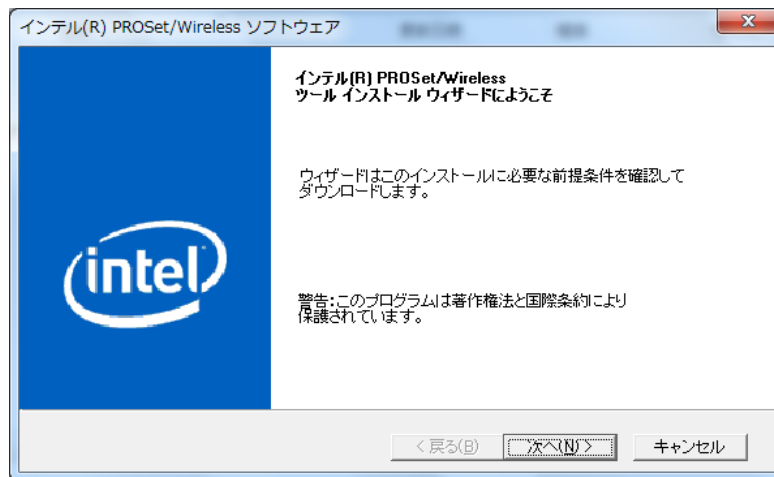 インテル(R) PROSet/Wireless ソフトウェア
インテル(R) PROSet/Wireless
ツール インストール ウィザードにようこそ
ウィザードはこのインストールに必要な前提条件を確認して
ダウンロードします。
intel
警告:このプログラムは著作権法と国際条約により
保護されています。
< 戻る(B)
次へ(N) >
キャンセル